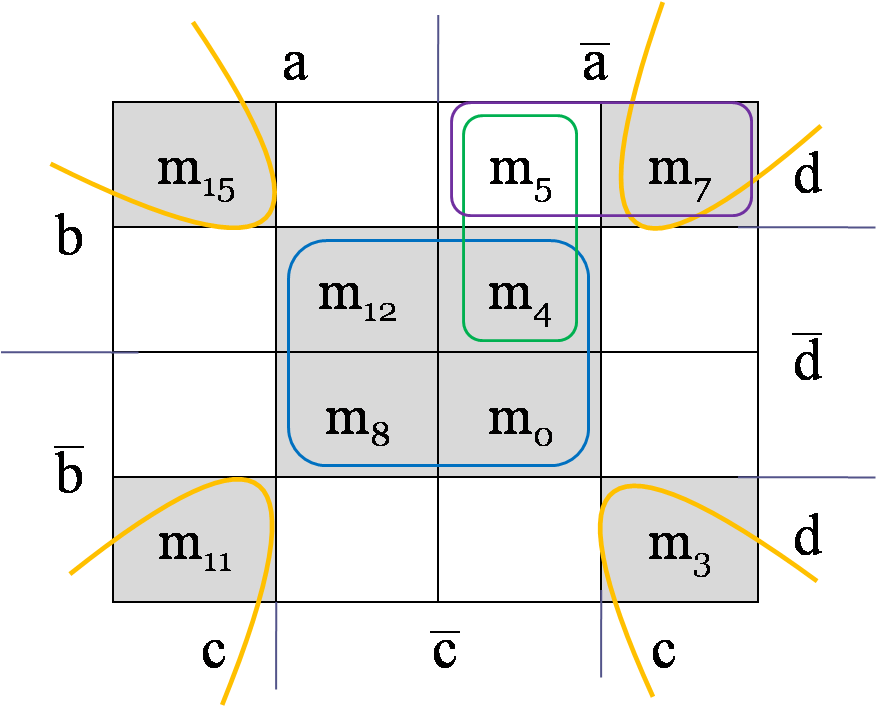 a a̅
m₁₅ m₅ m₇ d
b
m₁₂ m₄
d̅
m₈ m₀
b̅
m₁₁ m₃ d
c c̅ c